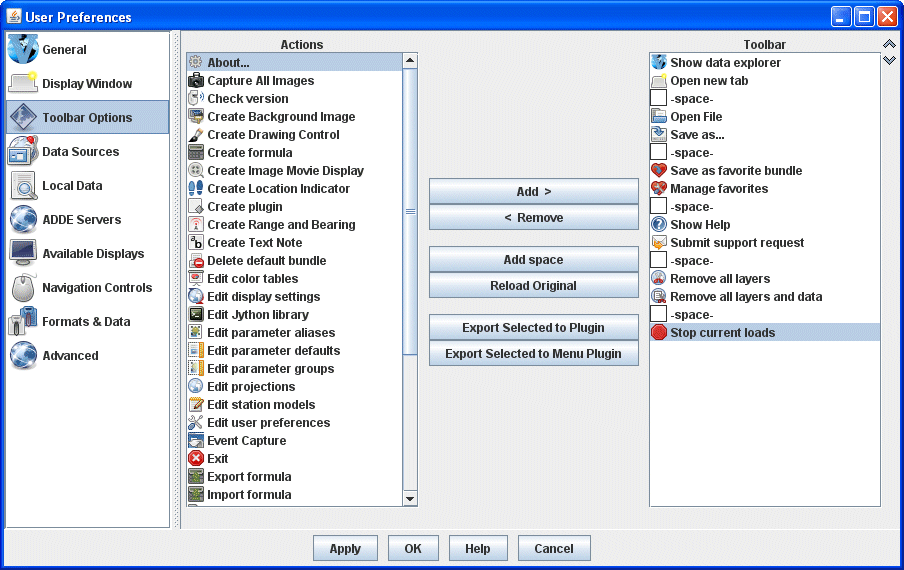 User Preferences
General
Display Window
Toolbar Options
Data Sources
Local Data
ADDE Servers
Available Displays
Navigation Controls
Formats & Data
Advanced
Actions
About...
Capture All Images
Check version
Create Background Image
Create Drawing Control
Create formula
Create Image Movie Display
Create Location Indicator
Create plugin
Create Range and Bearing
Create Text Note
Delete default bundle
Edit color tables
Edit display settings
Edit Jython library
Edit parameter aliases
Edit parameter defaults
Edit parameter groups
Edit projections
Edit station models
Edit user preferences
Event Capture
Exit
Export formula
Import formula
Add >
< Remove
Add space
Reload Original
Export Selected to Plugin
Export Selected to Menu Plugin
Toolbar
Show data explorer
Open new tab
-space-
Open File
Save as...
-space-
Save as favorite bundle
Manage favorites
-space-
Show Help
Submit support request
-space-
Remove all layers
Remove all layers and data
-space-
Stop current loads
Apply
OK
Help
Cancel